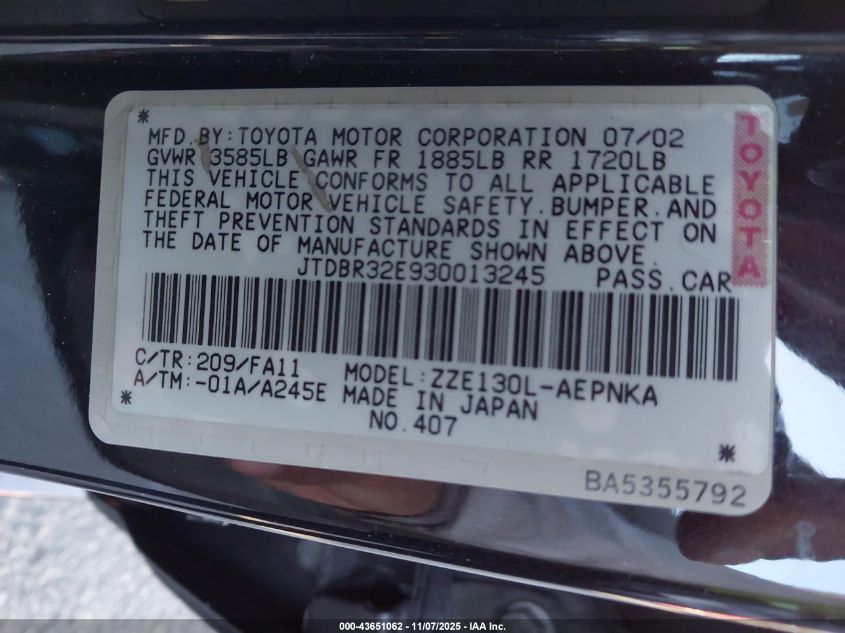 MFD.BY:TOYOTA MOTOR CORPORATION 07/02
GVWR 3585LB GAWR FR 1885LB RR 1720LB
THIS VEHICLE CONFORMS TO ALL APPLICABLE
FEDERAL MOTOR VEHICLE SAFETY.BUMPER.AND
THEFT PREVENTION STANDARDS IN EFFECT ON
THE DATE OF MANUFACTURE SHOWN ABOVE.
JTDBR32E930013245 PASS.CAR
TOYOTA
C/TR:209/FA11 MODEL:ZZE130L-AEPNKA
A/TM:-01A/A245E MADE IN JAPAN
NO.407
BA5355792
000-43651062 - 11/07/2025 - IAA Inc.